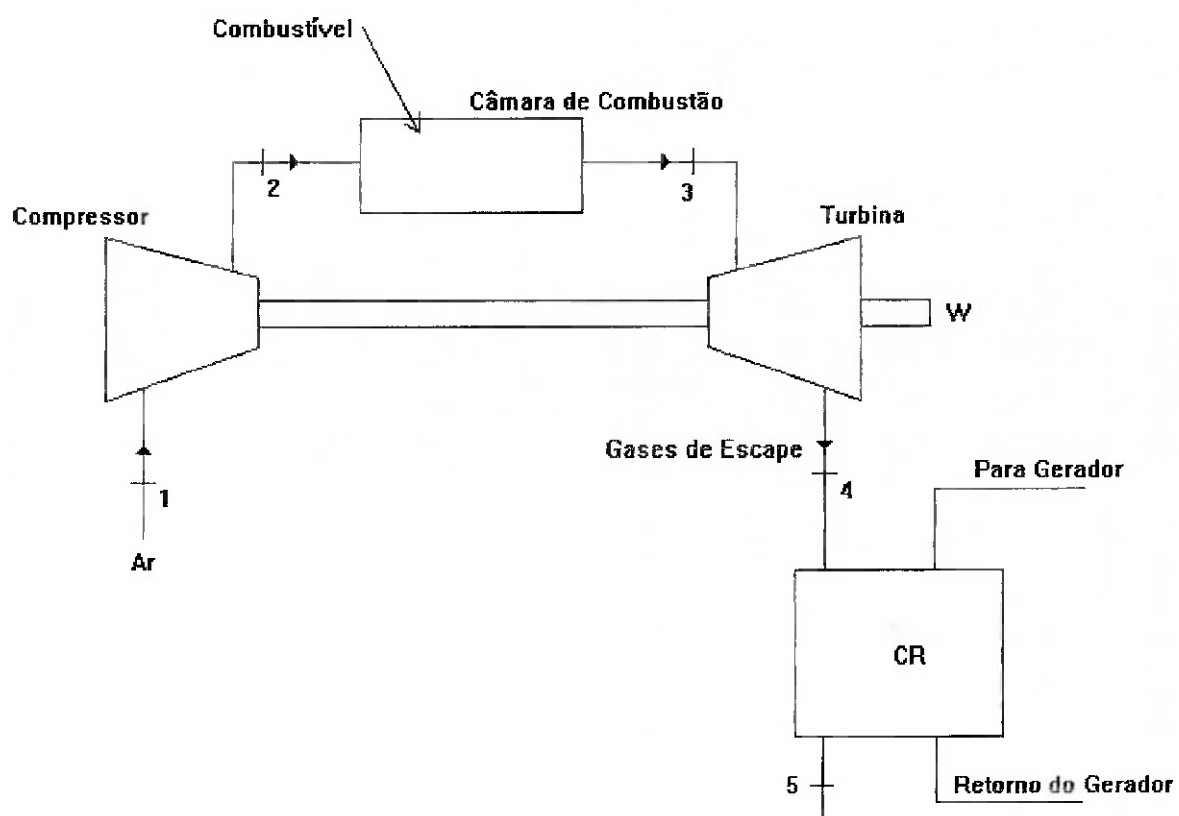 Combustível
Câmara de Combustão
2
3
Compressor
Turbina
W
Gases de Escape
Para Gerador
1
4
Ar
CR
5
Retorno do Gerador